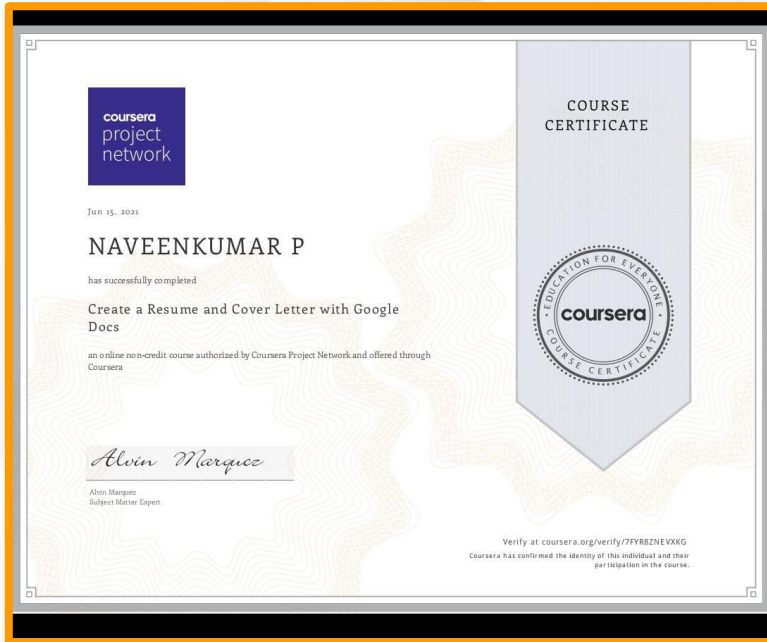 coursera
project
network
Jun 15, 2021
NAVEENKUMAR P
has successfully completed
Create a Resume and Cover Letter with Google
Docs
an online non-credit course authorized by Coursera Project Network and offered through
Coursera
Alvin Marquez
Alvin Marquez
Subject Matter Expert
COURSE
CERTIFICATE
EDUCATION FOR EVERYONE
coursera
COURSE CERTIFICATE
Verify at coursera.org/verify/7FYR8ZNEVXKG
Coursera has confirmed the identity of this individual and their
participation in the course.